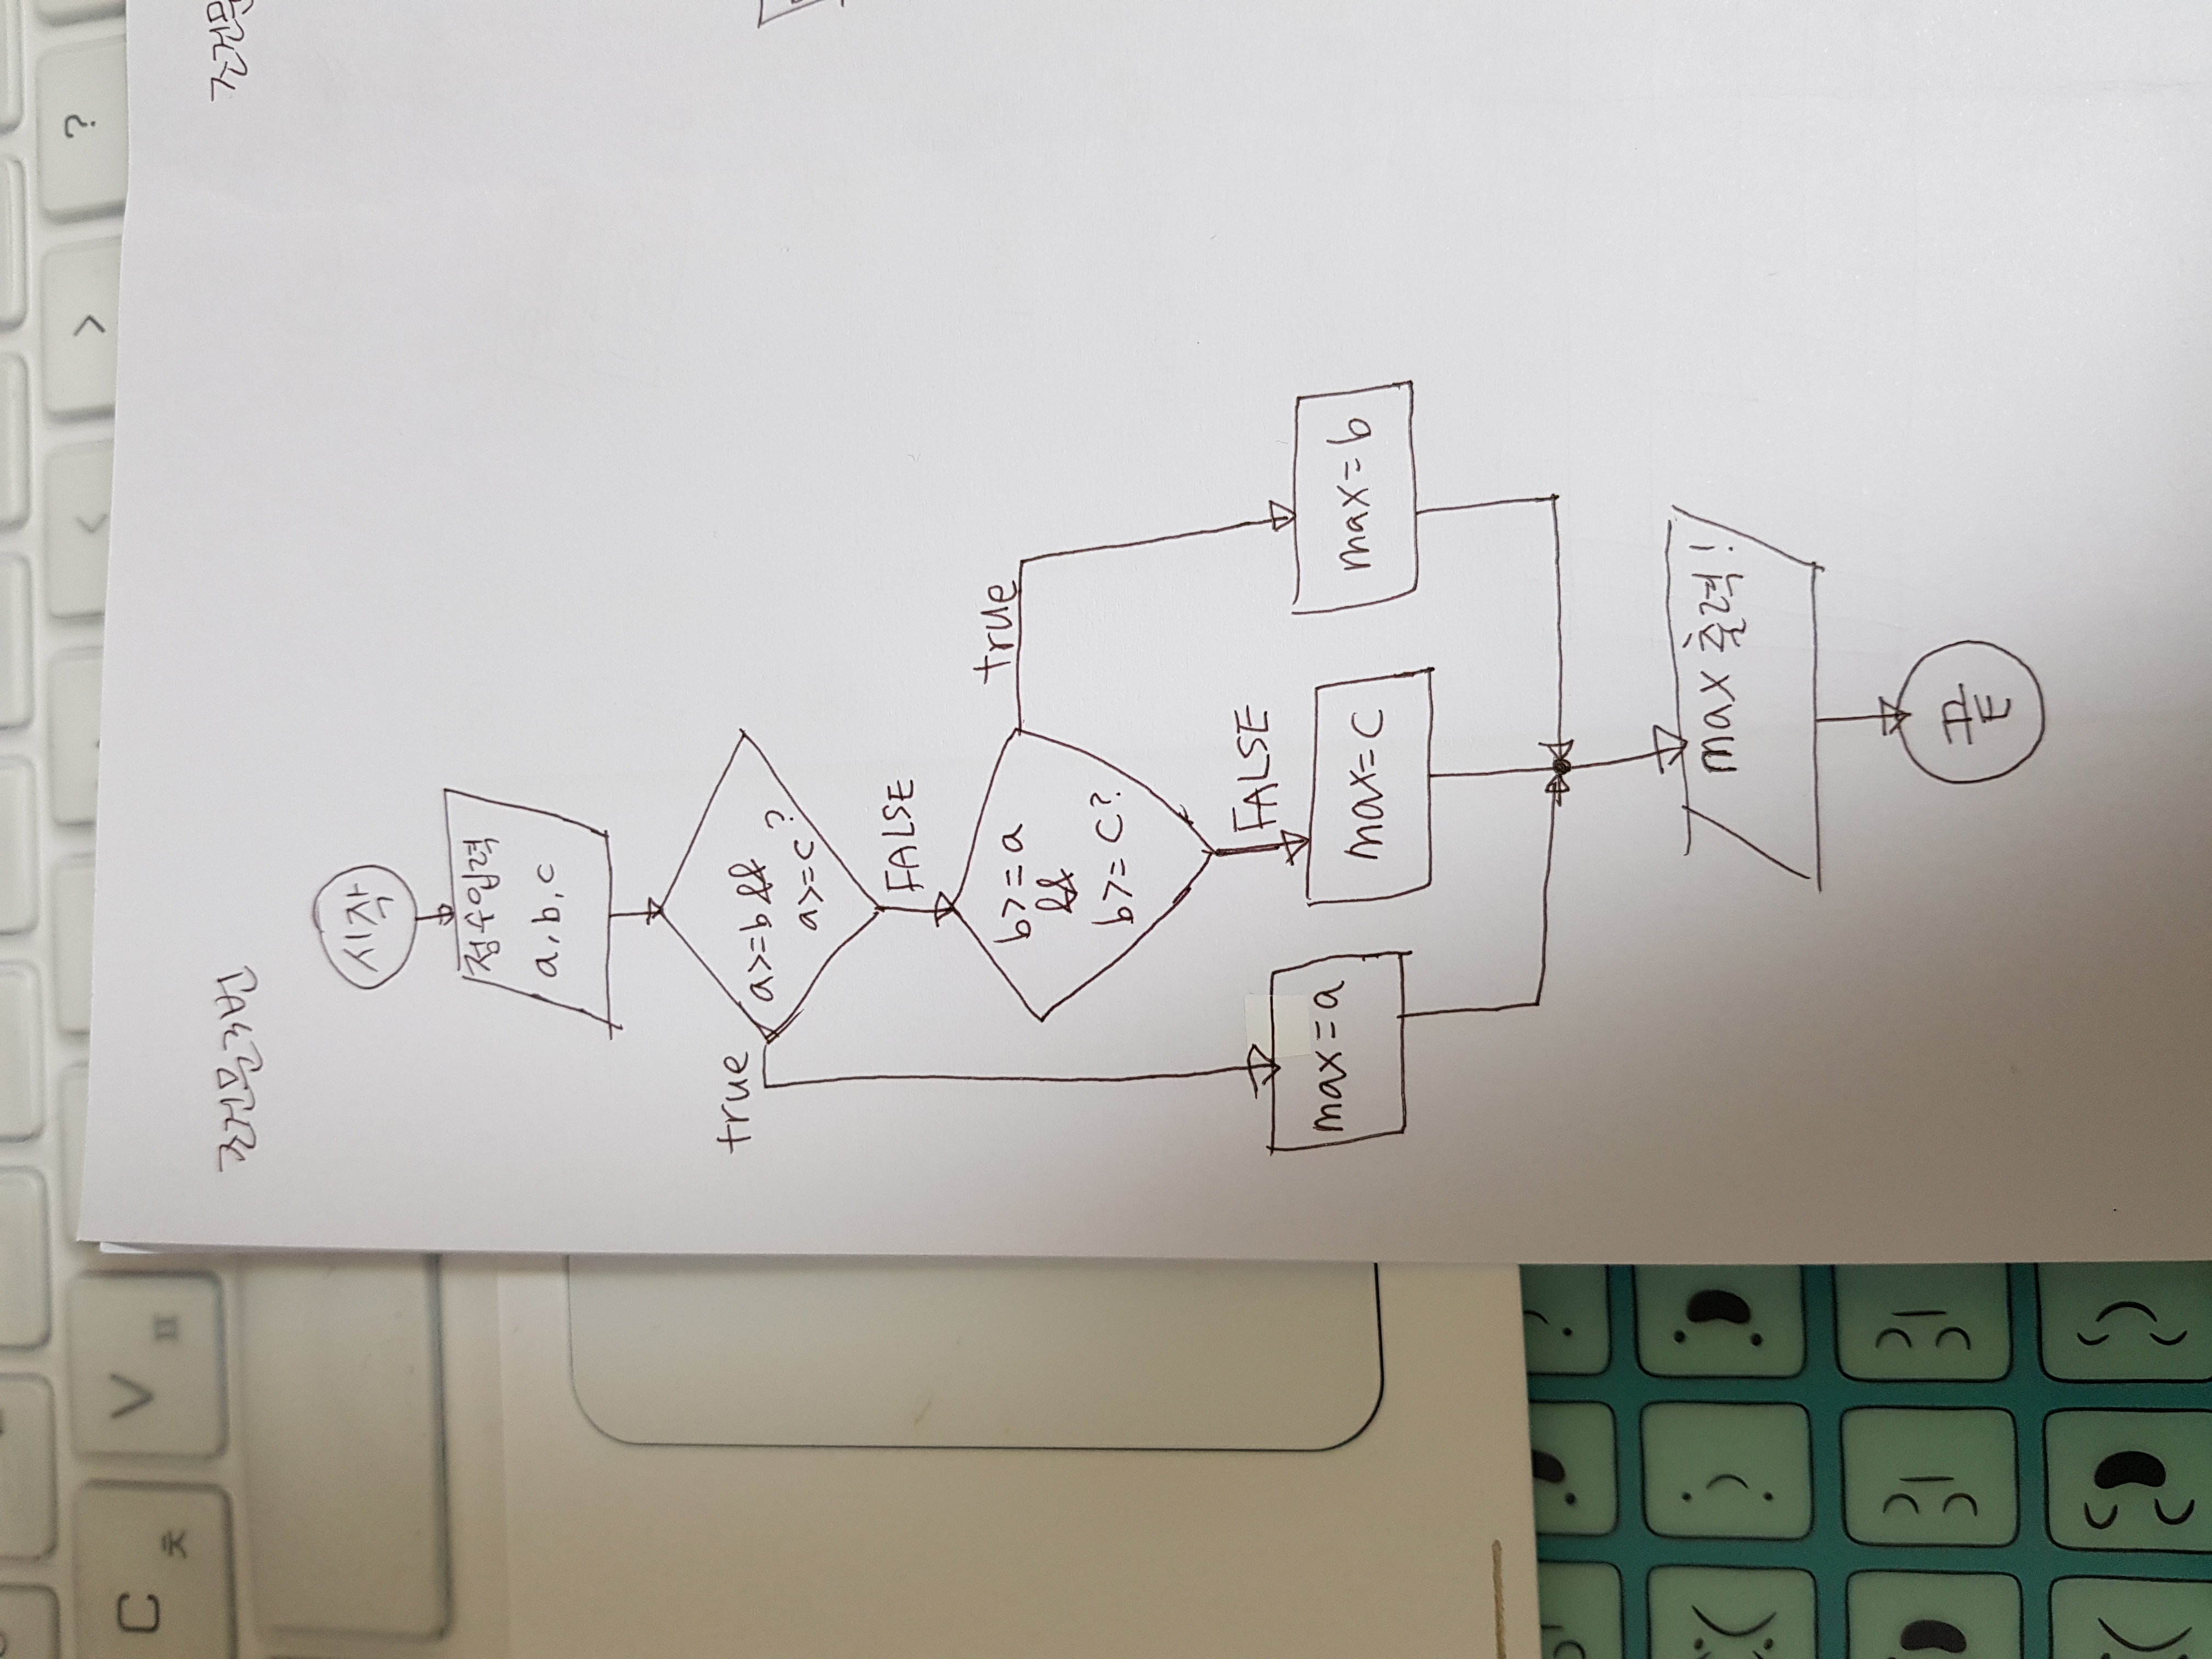 C
ㅊ
V
ㅍ
<
>
?
조건문3번
조건문
시작
정수입력
a, b, c
true
a>=b &&
a>=c ?
FALSE
b>=a
&&
b>=c?
true
FALSE
max=a
max=c
max=b
max 출력!
끝